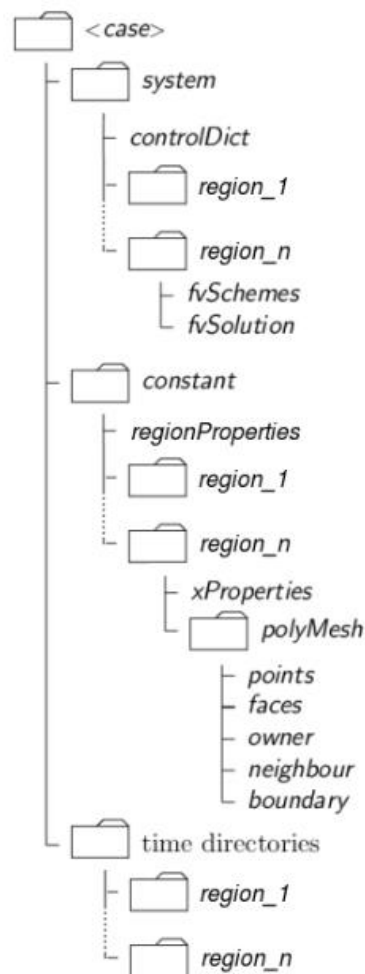 <case>
system
controlDict
region_1
region_n
fvSchemes
fvSolution
constant
regionProperties
region_1
region_n
xProperties
polyMesh
points
faces
owner
neighbour
boundary
time directories
region_1
region_n